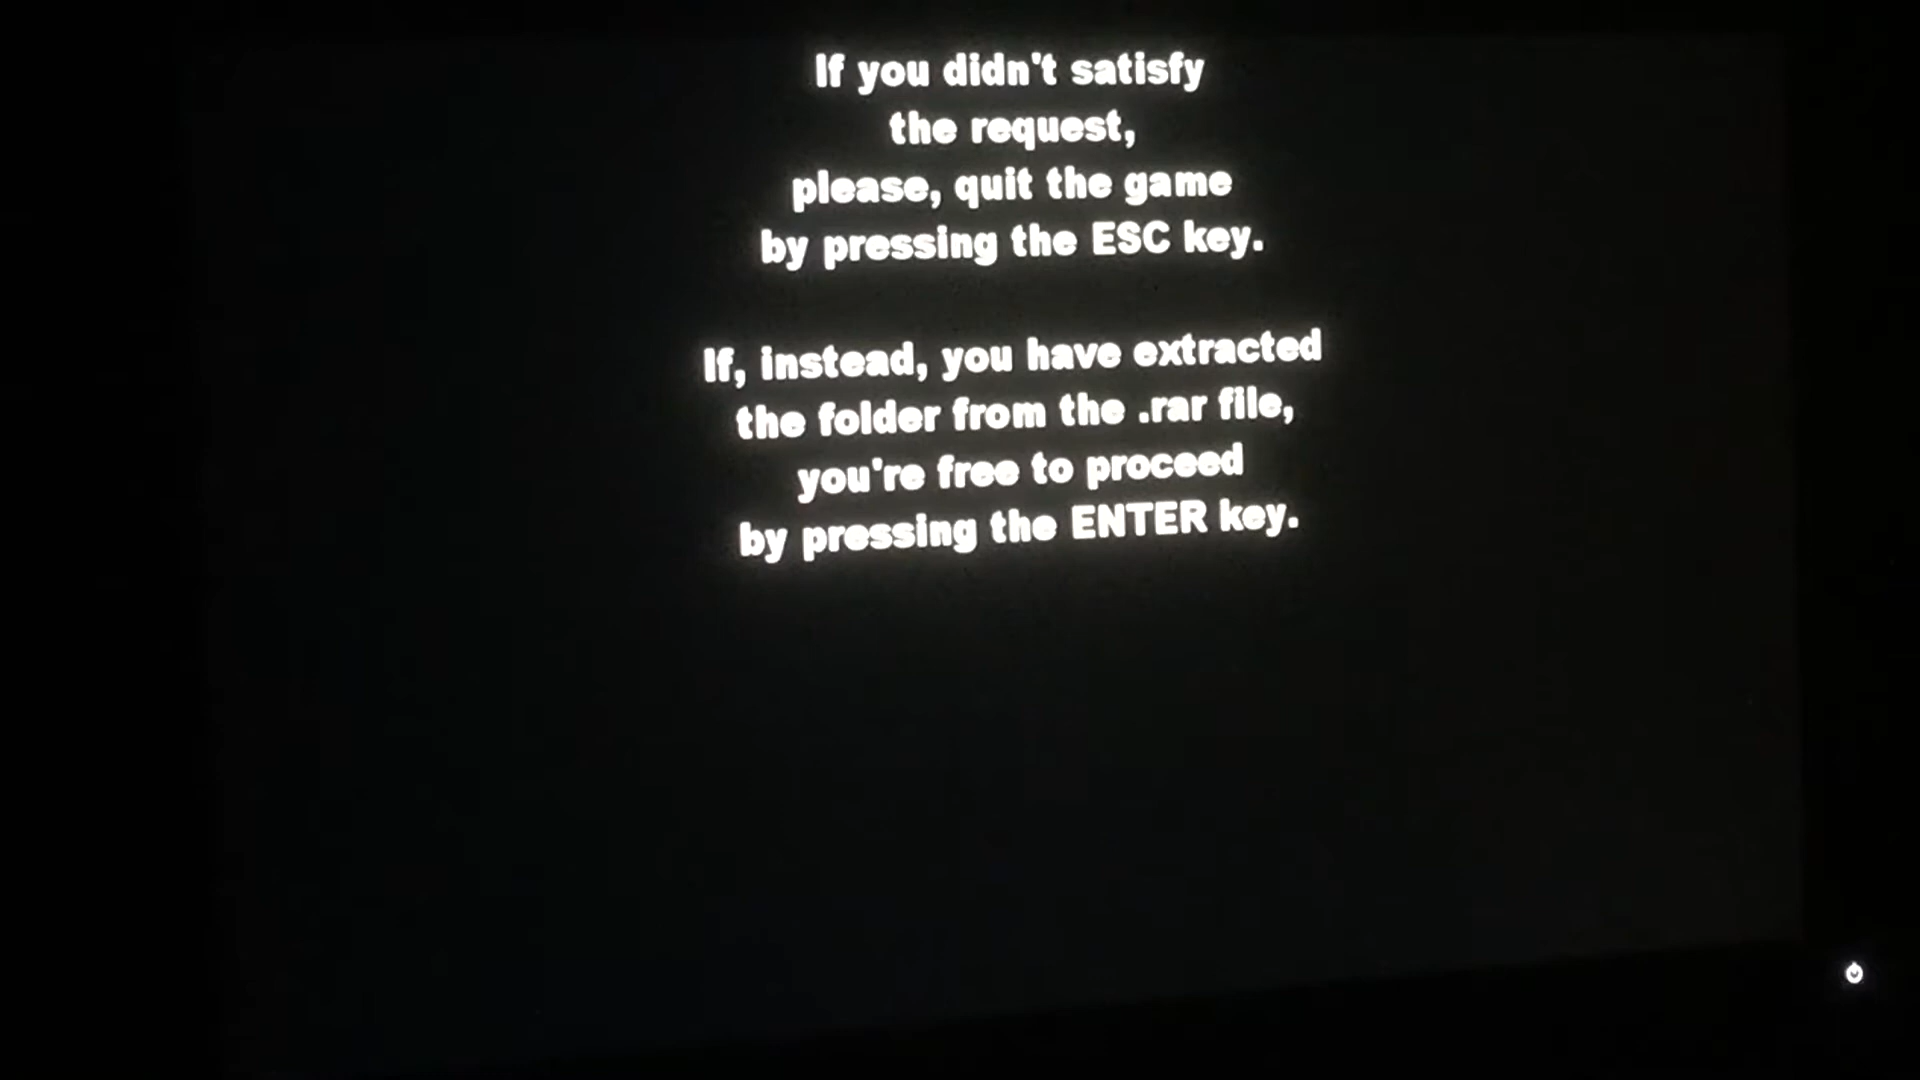 If you didn't satisfy
the request,
please, quit the game
by pressing the ESC key.
If, instead, you have extracted
the folder from the .rar file,
you're free to proceed
by pressing the ENTER key.